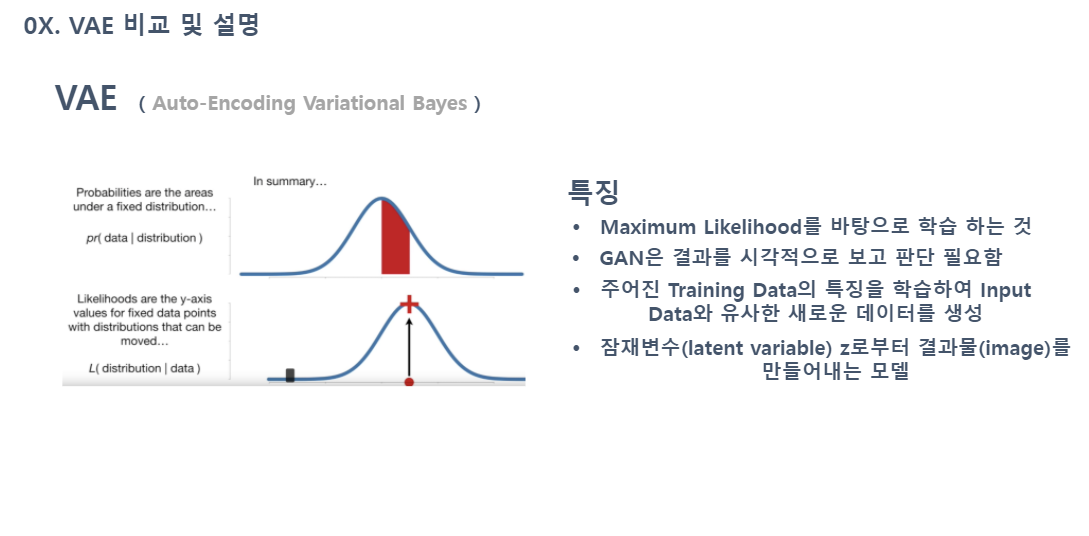 0X. VAE 비교 및 설명
VAE ( Auto-Encoding Variational Bayes )
In summary…
Probabilities are the areas
under a fixed distribution…
pr( data | distribution )
Likelihoods are the y-axis
values for fixed data points
with distributions that can be
moved…
L( distribution | data )
특징
• Maximum Likelihood를 바탕으로 학습 하는 것
• GAN은 결과를 시각적으로 보고 판단 필요함
• 주어진 Training Data의 특징을 학습하여 Input
Data와 유사한 새로운 데이터를 생성
• 잠재변수(latent variable) z로부터 결과물(image)를
만들어내는 모델